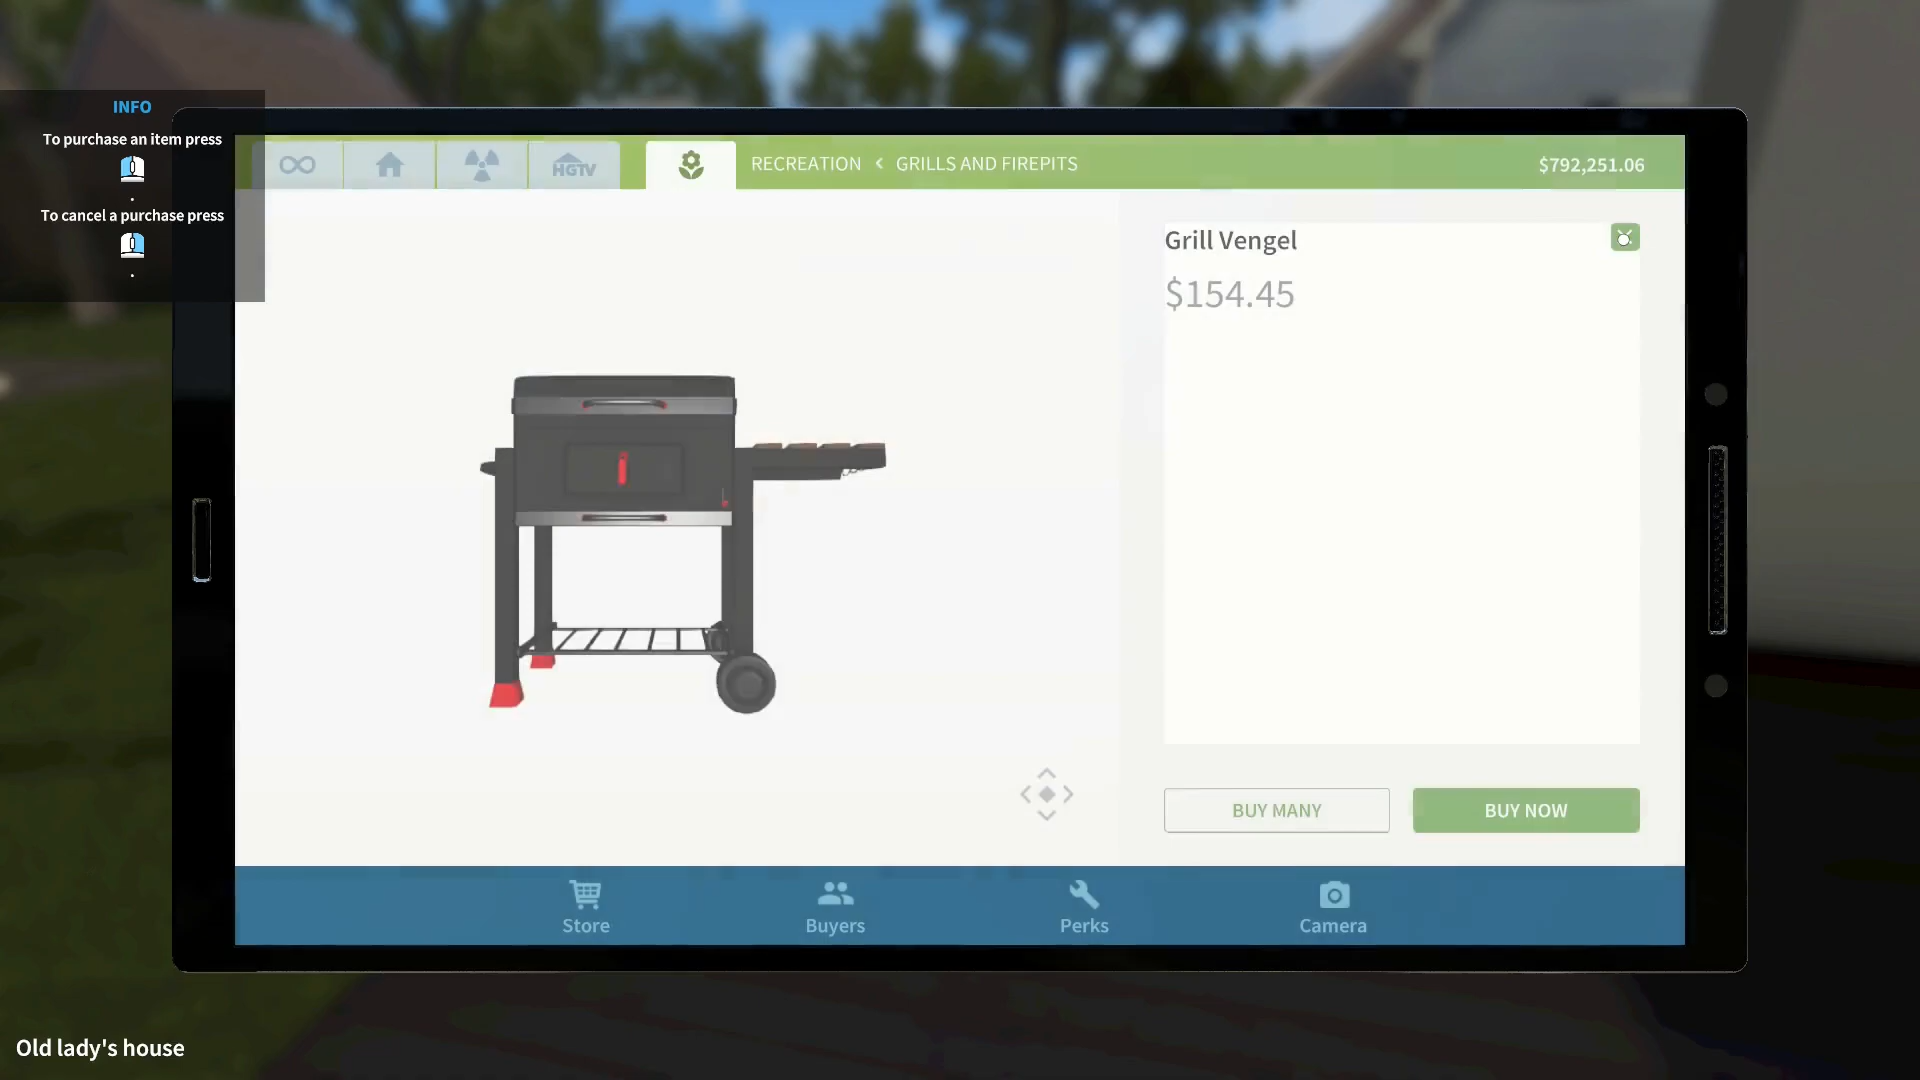 INFO
To purchase an item press
.
To cancel a purchase press
.
HGTV
RECREATION < GRILLS AND FIREPITS
$792,251.06
Grill Vengel
$154.45
BUY MANY
BUY NOW
Store
Buyers
Perks
Camera
Old lady's house